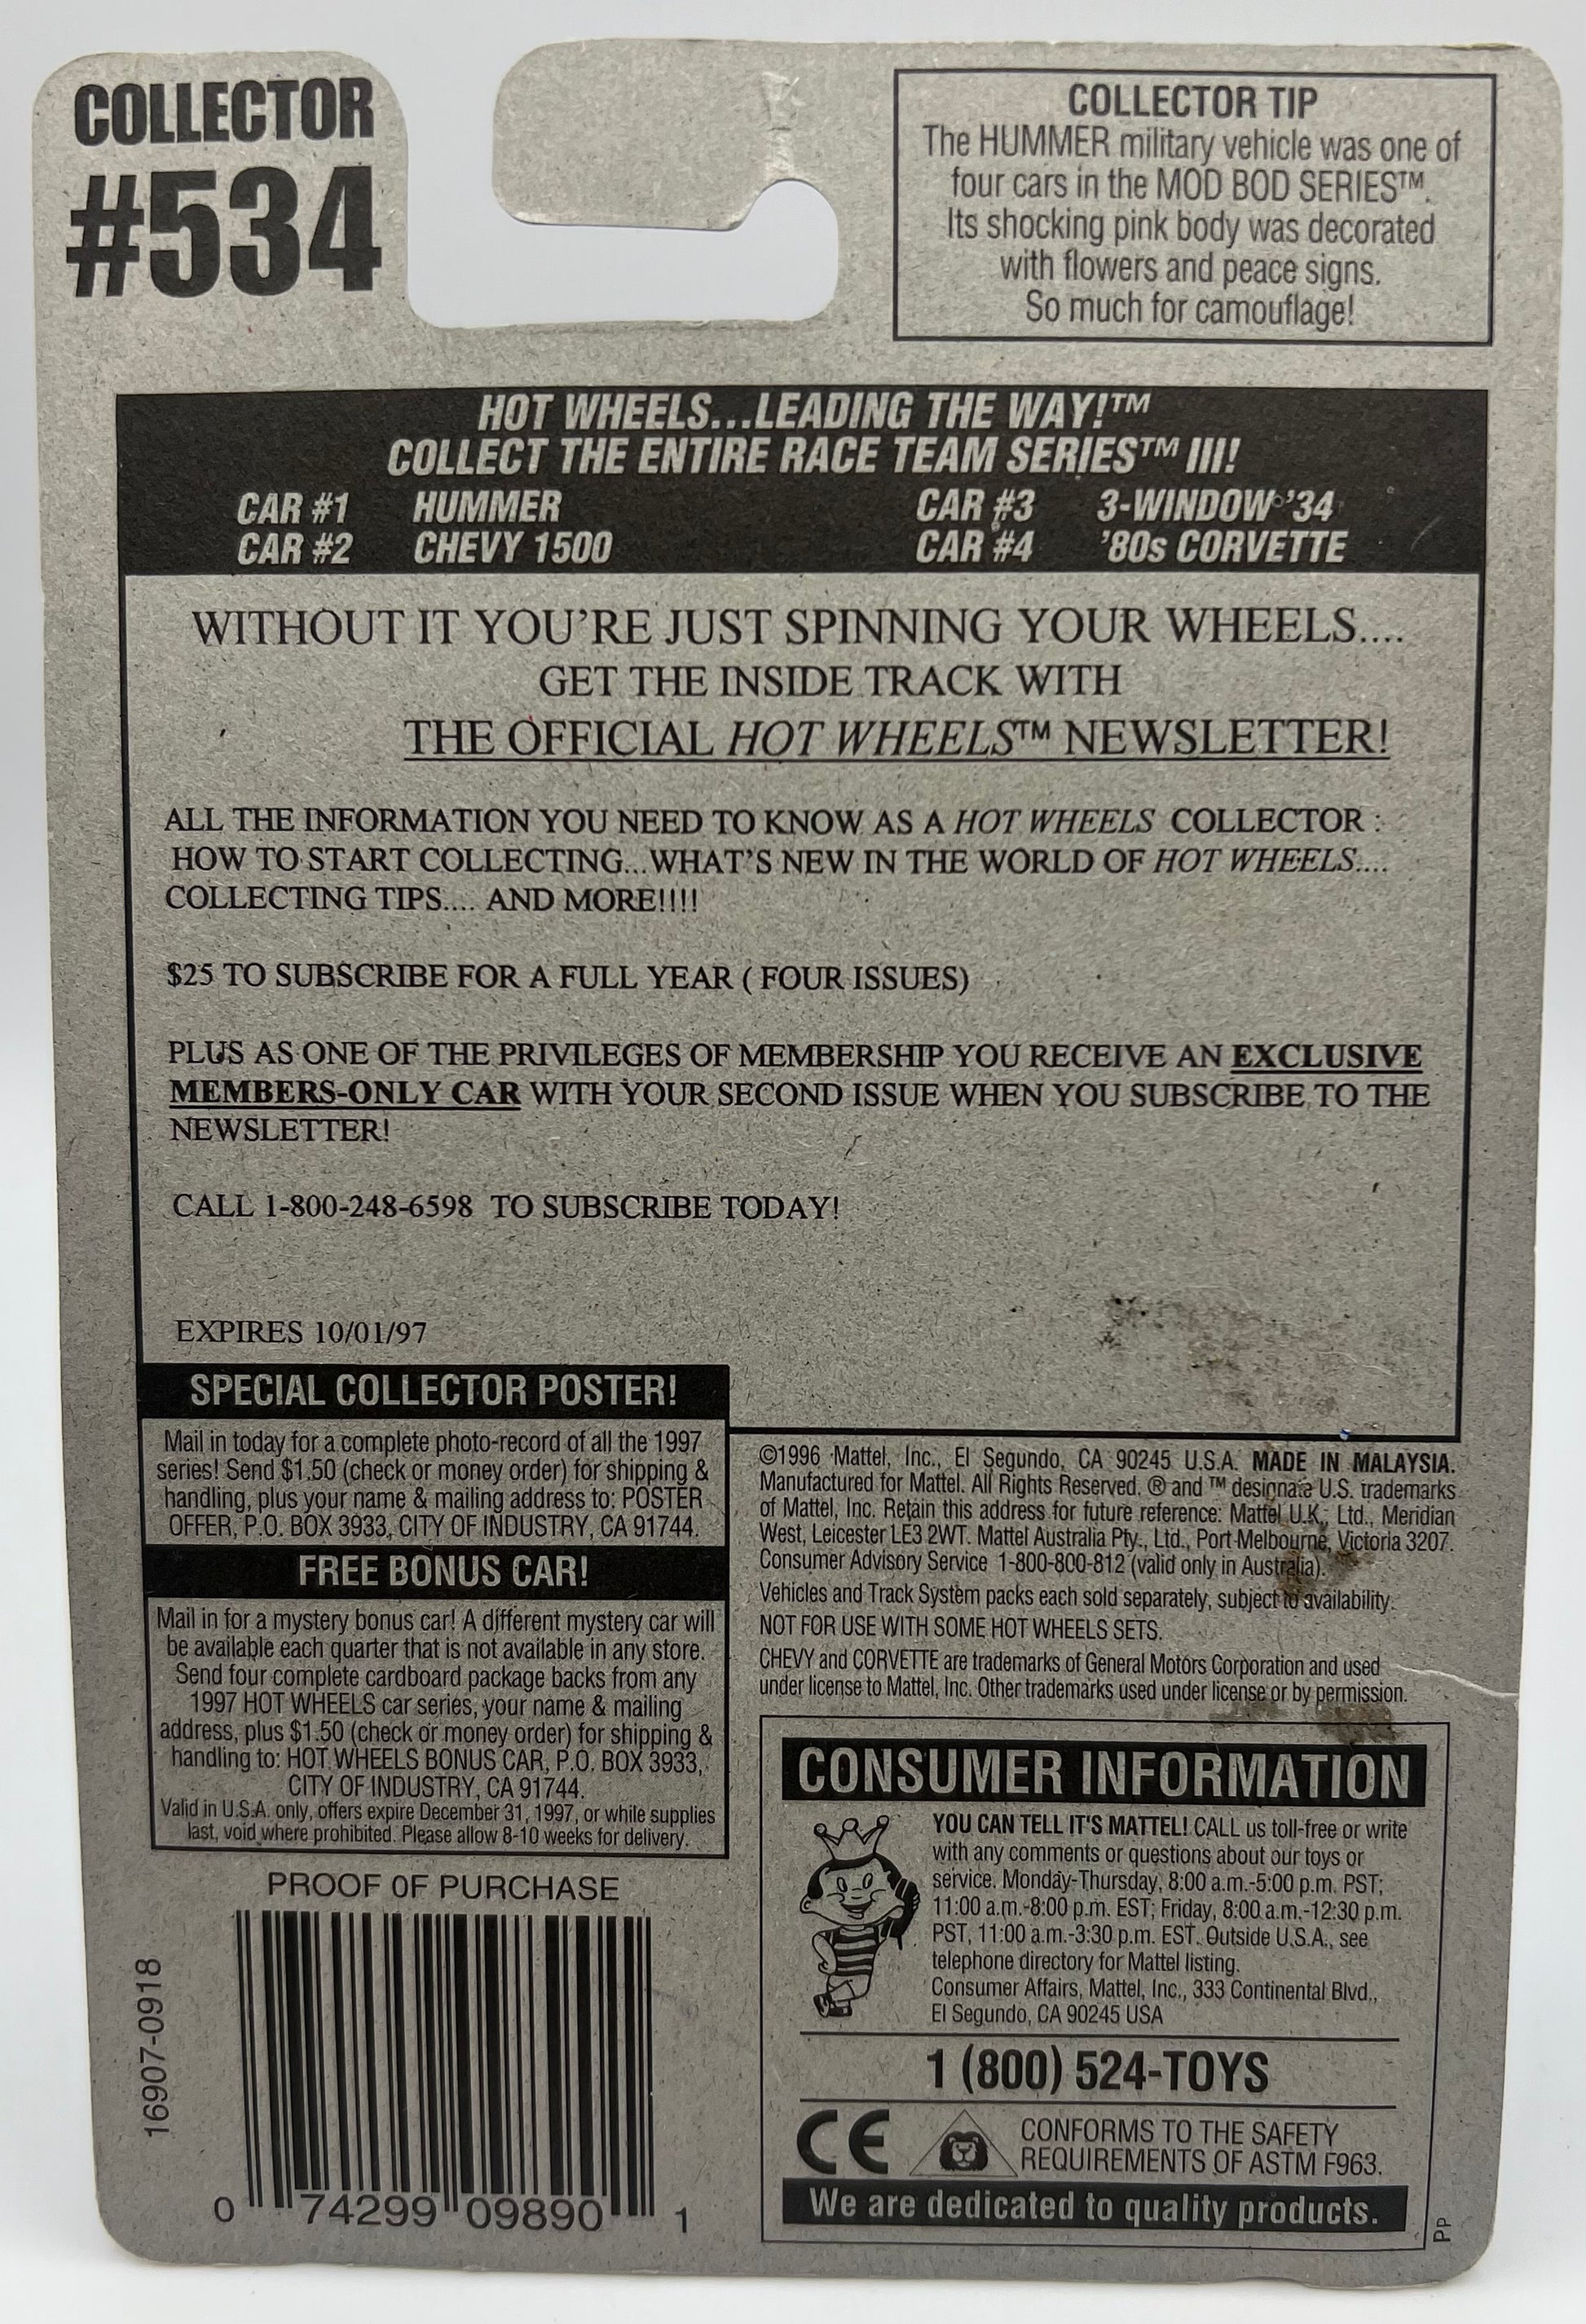 COLLECTOR
#534
COLLECTOR TIP
The HUMMER military vehicle was one of
four cars in the MOD BOD SERIES™.
Its shocking pink body was decorated
with flowers and peace signs.
So much for camouflage!
HOT WHEELS...LEADING THE WAY!™
COLLECT THE ENTIRE RACE TEAM SERIES™ III!
CAR #1 HUMMER CAR #3 3-WINDOW '34
CAR #2 CHEVY 1500 CAR #4 '80s CORVETTE
WITHOUT IT YOU'RE JUST SPINNING YOUR WHEELS....
GET THE INSIDE TRACK WITH
THE OFFICIAL HOT WHEELS™ NEWSLETTER!
ALL THE INFORMATION YOU NEED TO KNOW AS A HOT WHEELS COLLECTOR :
HOW TO START COLLECTING...WHAT'S NEW IN THE WORLD OF HOT WHEELS....
COLLECTING TIPS.... AND MORE!!!!
$25 TO SUBSCRIBE FOR A FULL YEAR ( FOUR ISSUES)
PLUS AS ONE OF THE PRIVILEGES OF MEMBERSHIP YOU RECEIVE AN EXCLUSIVE
MEMBERS-ONLY CAR WITH YOUR SECOND ISSUE WHEN YOU SUBSCRIBE TO THE
NEWSLETTER!
CALL 1-800-248-6598 TO SUBSCRIBE TODAY!
EXPIRES 10/01/97
SPECIAL COLLECTOR POSTER!
Mail in today for a complete photo-record of all the 1997
series! Send $1.50 (check or money order) for shipping &
handling, plus your name & mailing address to: POSTER
OFFER, P.O. BOX 3933, CITY OF INDUSTRY, CA 91744.
FREE BONUS CAR!
Mail in for a mystery bonus car! A different mystery car will
be available each quarter that is not available in any store.
Send four complete cardboard package backs from any
1997 HOT WHEELS car series, your name & mailing
address, plus $1.50 (check or money order) for shipping &
handling to: HOT WHEELS BONUS CAR, P.O. BOX 3933,
CITY OF INDUSTRY, CA 91744.
Valid in U.S.A. only, offers expire December 31, 1997, or while supplies
last, void where prohibited. Please allow 8-10 weeks for delivery.
PROOF OF PURCHASE
16907-0918
0 74299 09890 1
©1996 Mattel, Inc., El Segundo, CA 90245 U.S.A. MADE IN MALAYSIA.
Manufactured for Mattel. All Rights Reserved. ® and ™ designate U.S. trademarks
of Mattel, Inc. Retain this address for future reference: Mattel U.K., Ltd., Meridian
West, Leicester LE3 2WT. Mattel Australia Pty., Ltd., Port Melbourne, Victoria 3207.
Consumer Advisory Service 1-800-800-812 (valid only in Australia).
Vehicles and Track System packs each sold separately, subject to availability.
NOT FOR USE WITH SOME HOT WHEELS SETS.
CHEVY and CORVETTE are trademarks of General Motors Corporation and used
under license to Mattel, Inc. Other trademarks used under license or by permission.
CONSUMER INFORMATION
YOU CAN TELL IT'S MATTEL! CALL us toll-free or write
with any comments or questions about our toys or
service. Monday-Thursday, 8:00 a.m.-5:00 p.m. PST;
11:00 a.m.-8:00 p.m. EST; Friday, 8:00 a.m.-12:30 p.m.
PST, 11:00 a.m.-3:30 p.m. EST. Outside U.S.A., see
telephone directory for Mattel listing.
Consumer Affairs, Mattel, Inc., 333 Continental Blvd.,
El Segundo, CA 90245 USA
1 (800) 524-TOYS
CE CONFORMS TO THE SAFETY
REQUIREMENTS OF ASTM F963.
We are dedicated to quality products.
PP